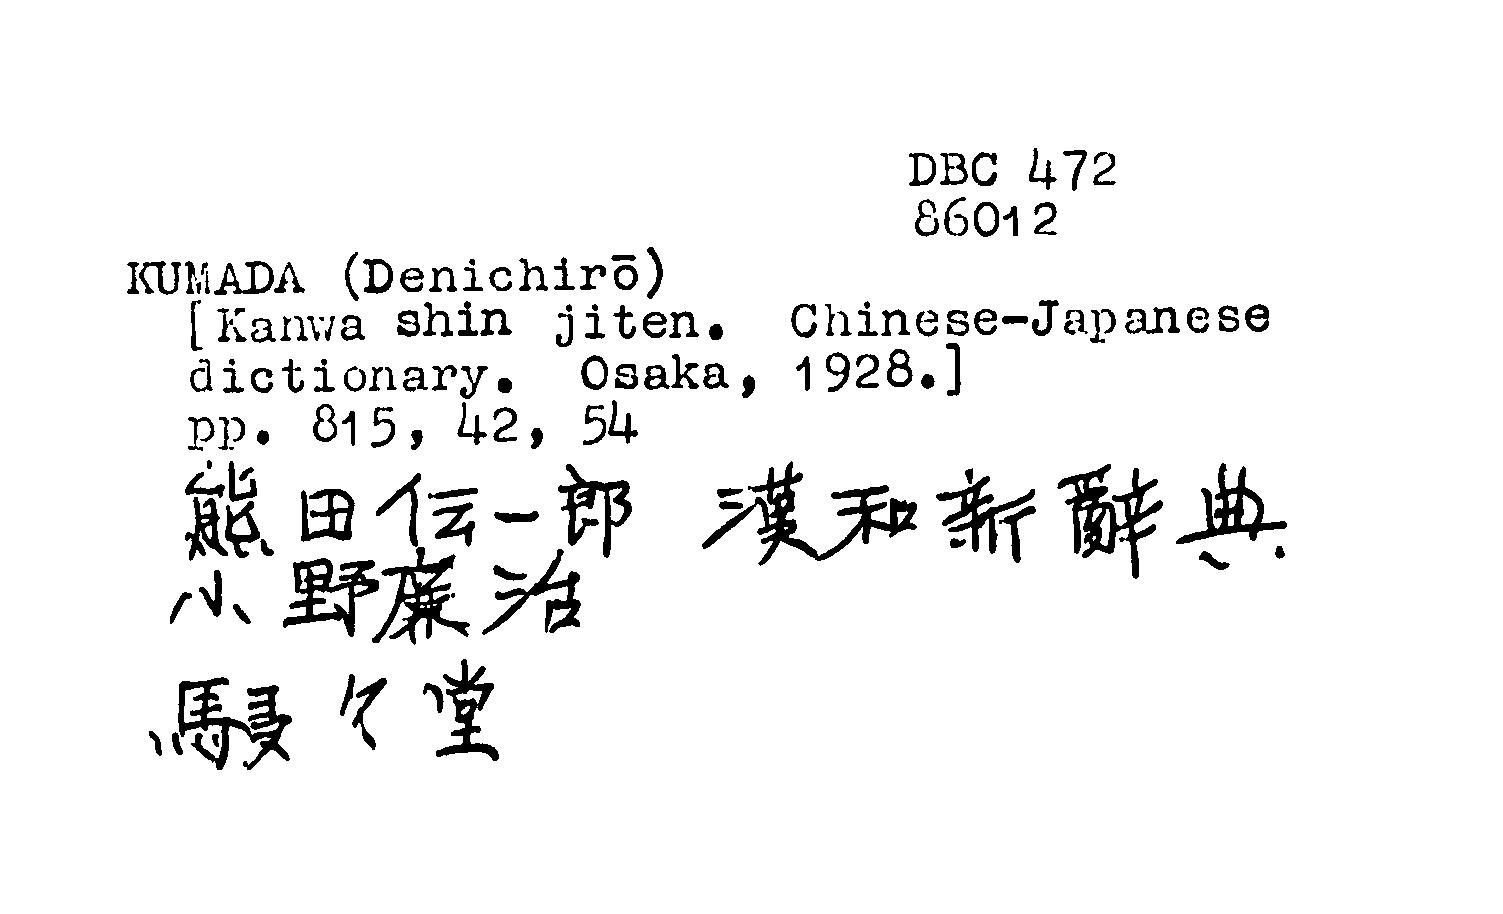 DBC 472
86012
KUMADA (Denichirō)
[Kanwa shin jiten. Chinese-Japanese
dictionary. Osaka, 1928.]
pp. 815, 42, 54
熊田伝一郎 漢和新辭典
小野廉治
駸々堂